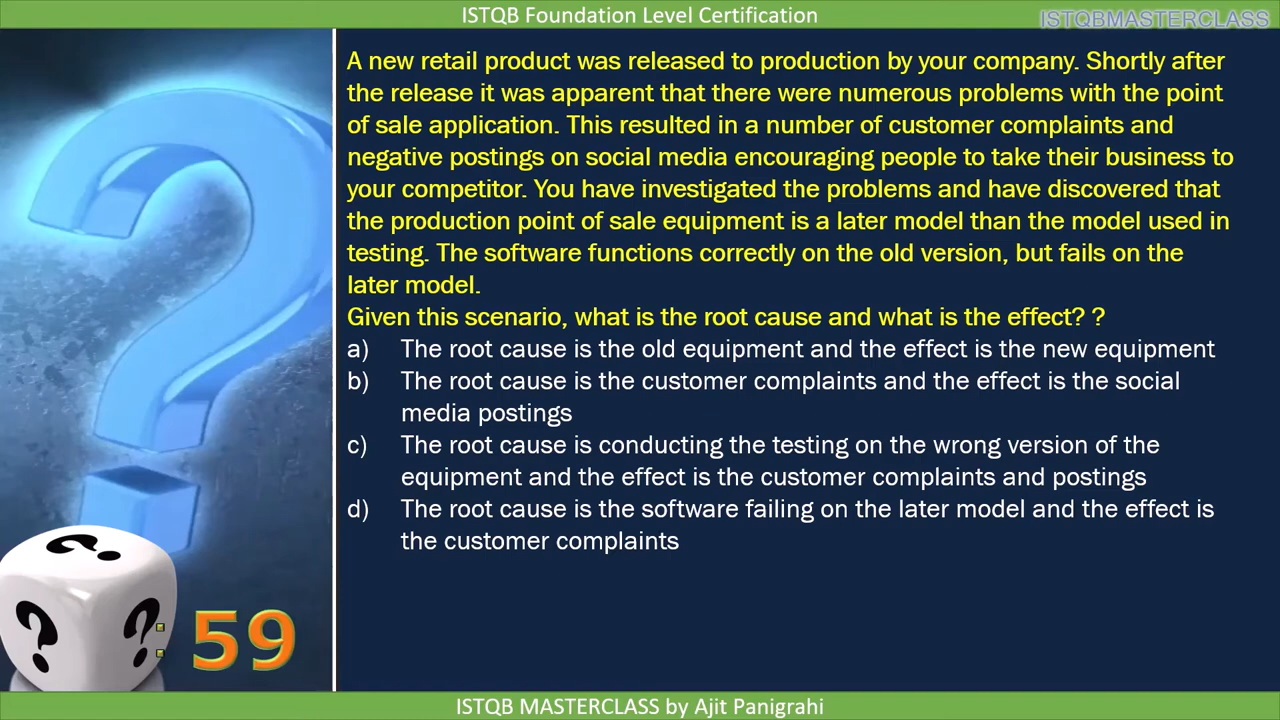 ISTQB Foundation Level Certification
ISTQBMASTERCLASS
A new retail product was released to production by your company. Shortly after
the release it was apparent that there were numerous problems with the point
of sale application. This resulted in a number of customer complaints and
negative postings on social media encouraging people to take their business to
your competitor. You have investigated the problems and have discovered that
the production point of sale equipment is a later model than the model used in
testing. The software functions correctly on the old version, but fails on the
later model.
Given this scenario, what is the root cause and what is the effect? ?
a) The root cause is the old equipment and the effect is the new equipment
b) The root cause is the customer complaints and the effect is the social
media postings
c) The root cause is conducting the testing on the wrong version of the
equipment and the effect is the customer complaints and postings
d) The root cause is the software failing on the later model and the effect is
the customer complaints
? ? ?
: 59
ISTQB MASTERCLASS by Ajit Panigrahi